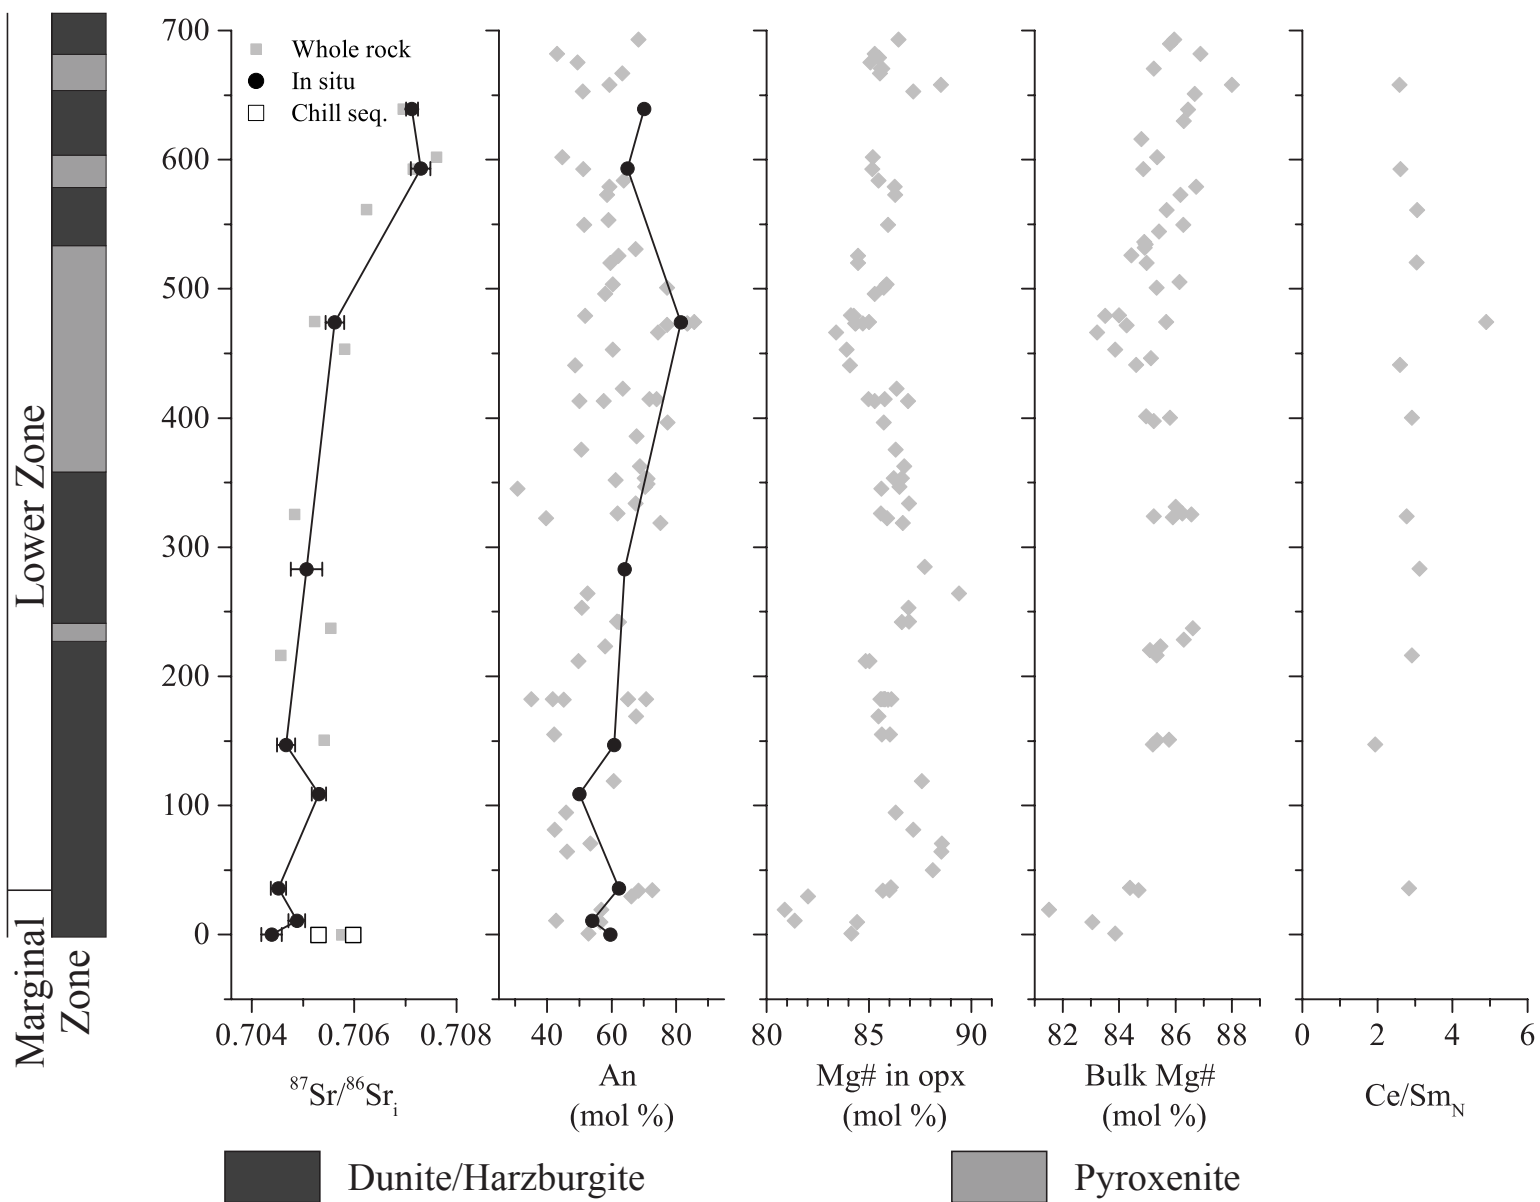 Whole rock
In situ
Chill seq.
700
600
500
400
300
200
100
0
Lower Zone
Marginal
Zone
0.704 0.706 0.708
40 60 80
80 85 90
82 84 86 88
0 2 4 6
⁸⁷Sr/⁸⁶Srᵢ
An
(mol %)
Mg# in opx
(mol %)
Bulk Mg#
(mol %)
Ce/Sm_N
Dunite/Harzburgite
Pyroxenite